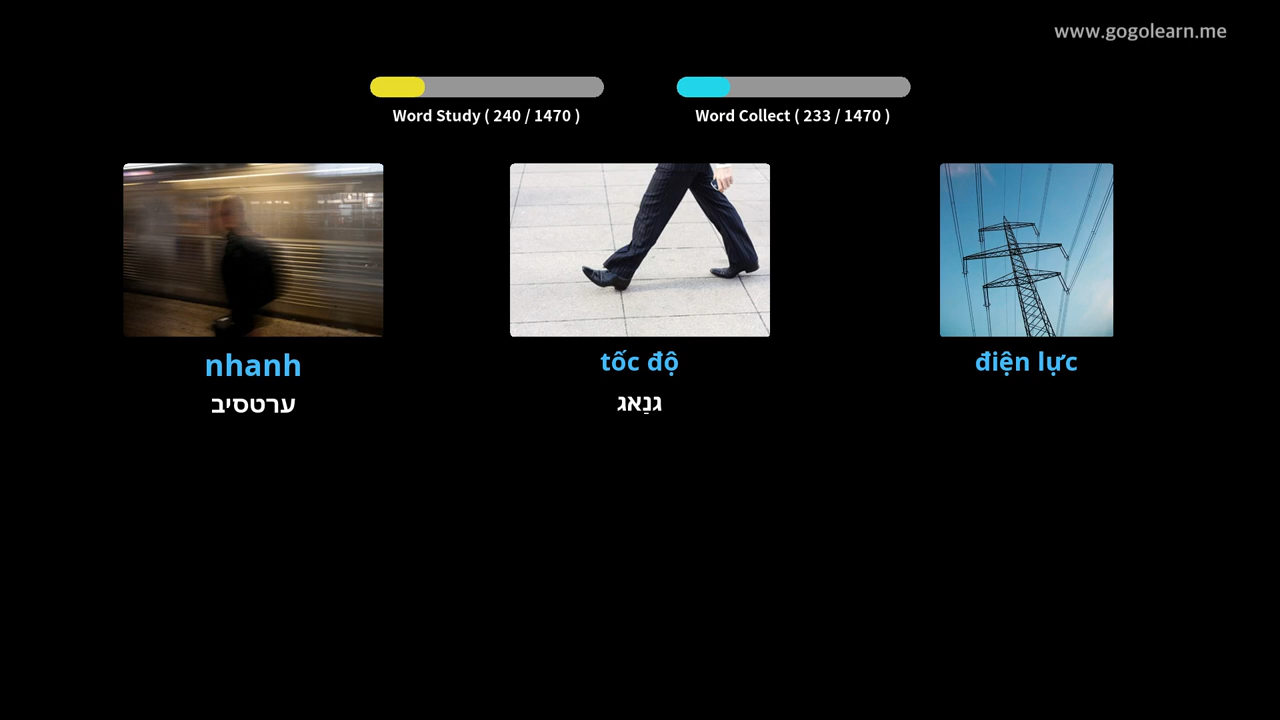 www.gogolearn.me
Word Study ( 240 / 1470 )
Word Collect ( 233 / 1470 )
nhanh
ערטסיב
tốc độ
גנַאג
điện lực